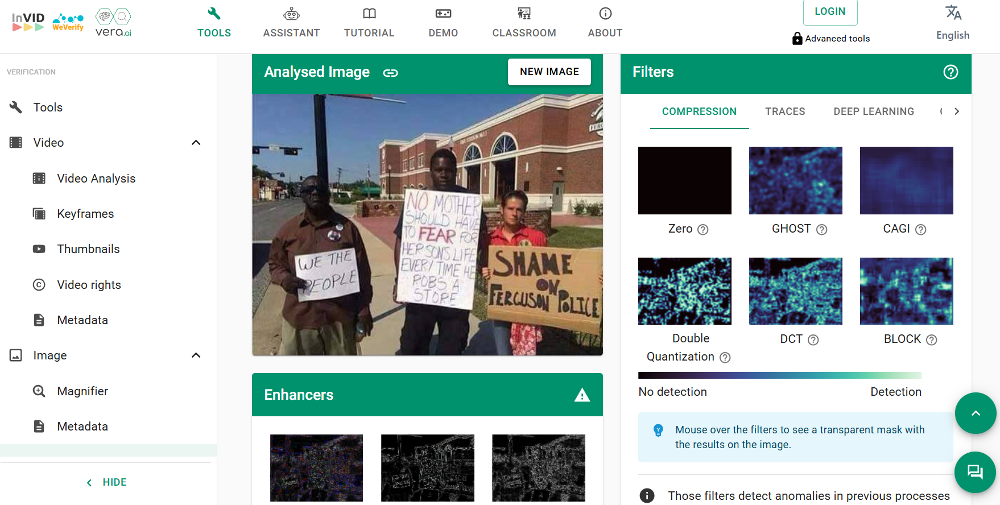 InVID
WeVerify
vera.ai
TOOLS
ASSISTANT
TUTORIAL
DEMO
CLASSROOM
ABOUT
LOGIN
Advanced tools
English
VERIFICATION
Tools
Video
Video Analysis
Keyframes
Thumbnails
Video rights
Metadata
Image
Magnifier
Metadata
HIDE
Analysed Image
NEW IMAGE
WE THE
PEOPLE
NO MOTHER
SHOULD HAVE
TO FEAR FOR
HER SONS LIFE
EVERY TIME HE
ROBS A
STORE
SHAME
ON
FERGUSON POLICE
Enhancers
Filters
COMPRESSION
TRACES
DEEP LEARNING
Zero
GHOST
CAGI
Double
Quantization
DCT
BLOCK
No detection
Detection
Mouse over the filters to see a transparent mask with
the results on the image.
Those filters detect anomalies in previous processes